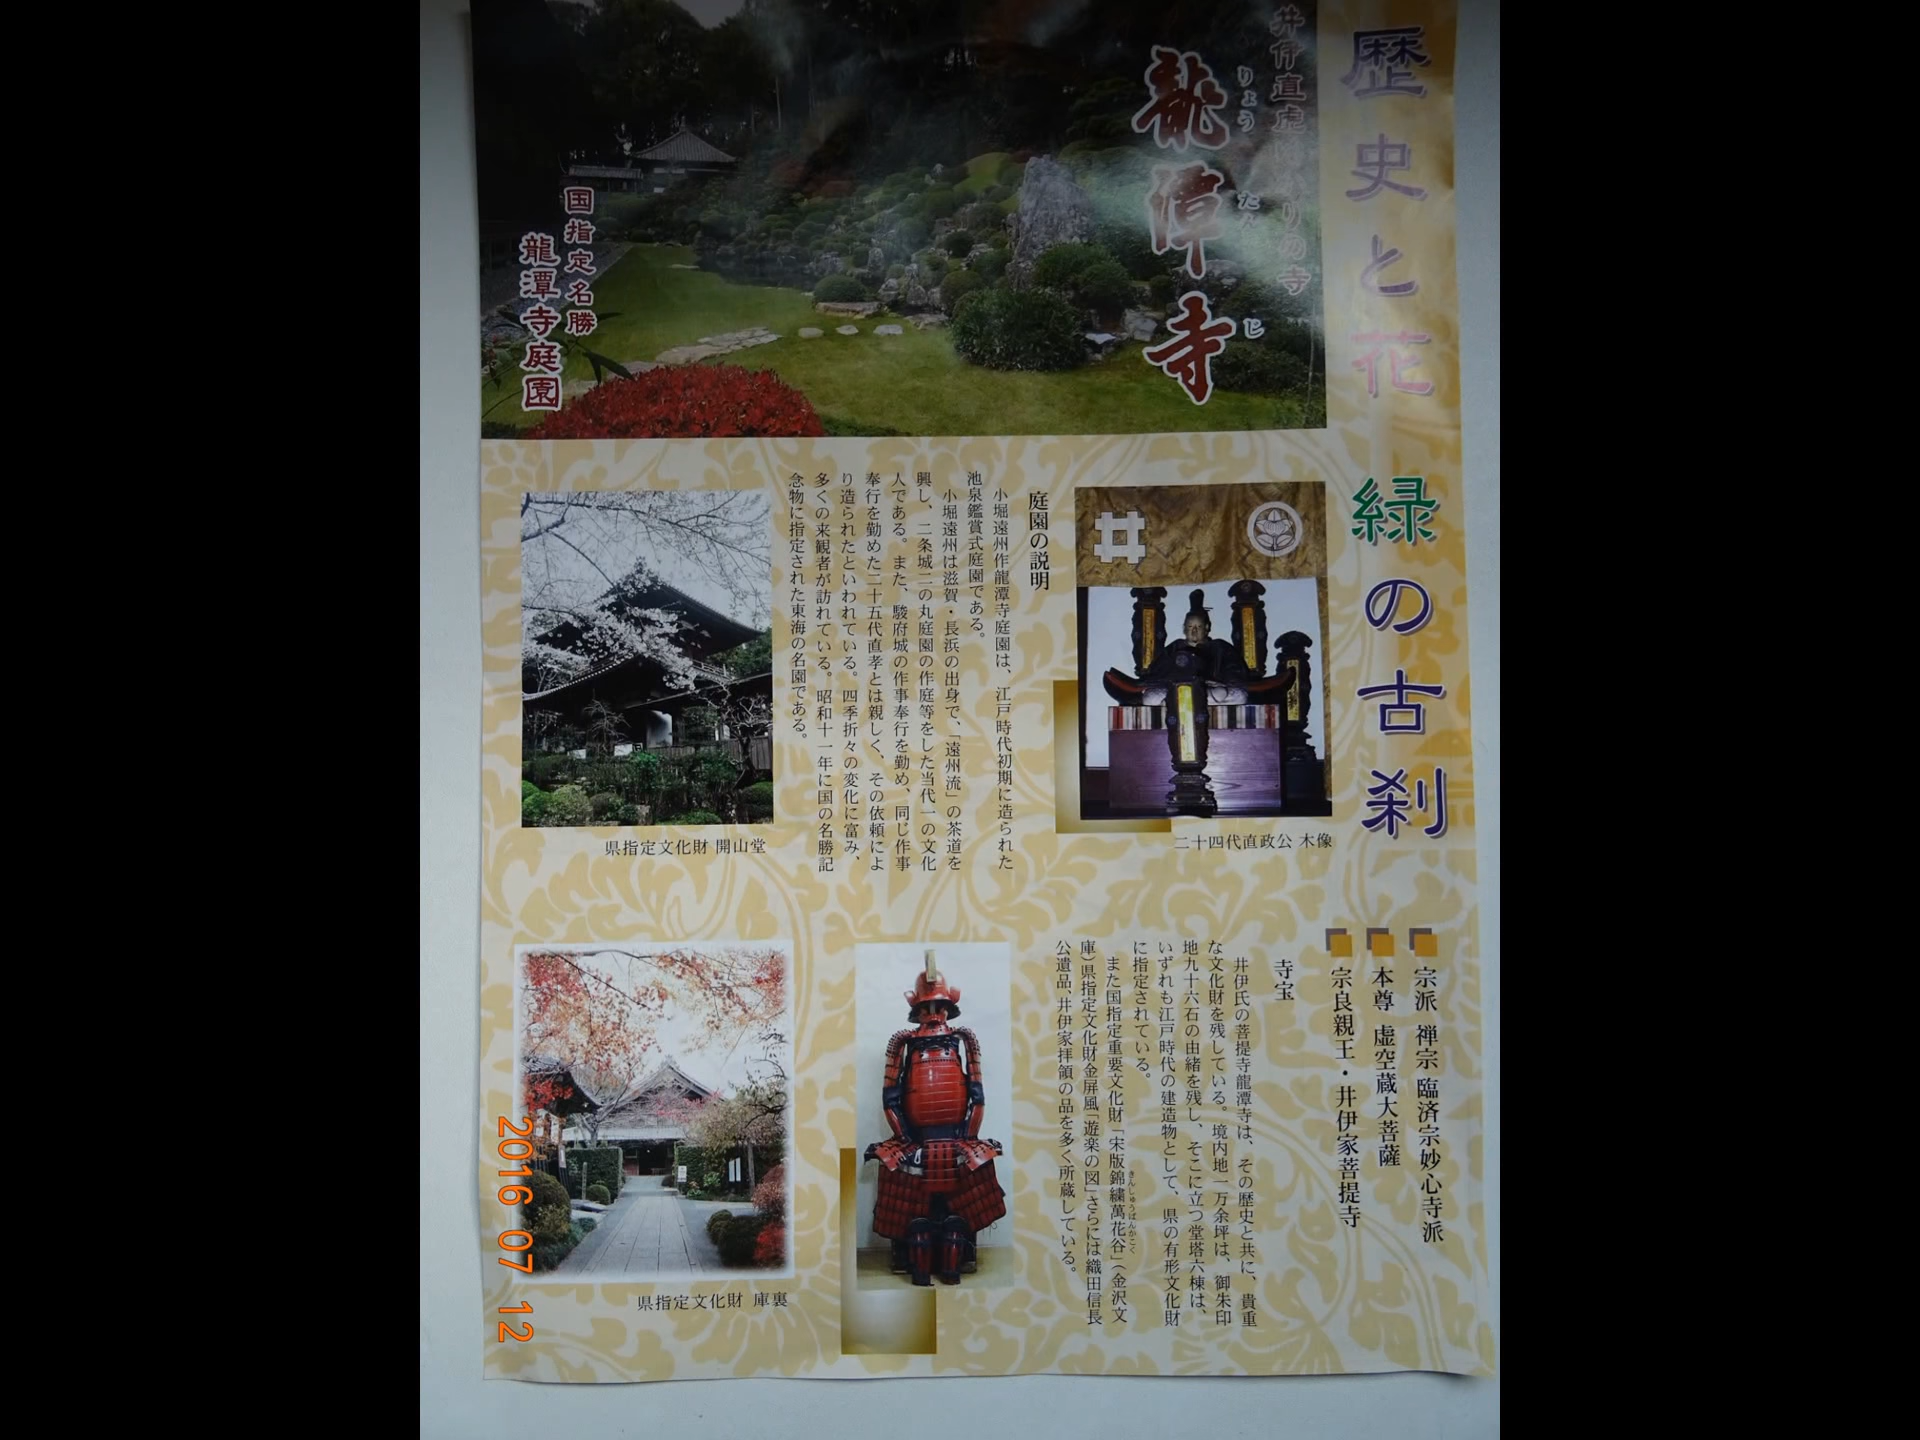 歴史と花 緑の古刹
井伊直虎ゆかりの寺
りょう たん じ
龍潭寺
国指定名勝
龍潭寺庭園
二十四代直政公 木像
庭園の説明
小堀遠州作龍潭寺庭園は、江戸時代初期に造られた
池泉鑑賞式庭園である。
小堀遠州は滋賀・長浜の出身で、「遠州流」の茶道を
興し、二条城二の丸庭園の作庭等をした当代一の文化
人である。また、駿府城の作事奉行を勤め、同じ作事
奉行を勤めた二十五代直孝とは親しく、その依頼によ
り造られたといわれている。四季折々の変化に富み、
多くの来観者が訪れている。昭和十一年に国の名勝記
念物に指定された東海の名園である。
県指定文化財 開山堂
宗派 禅宗 臨済宗妙心寺派
本尊 虚空蔵大菩薩
宗良親王・井伊家菩提寺
寺宝
井伊氏の菩提寺龍潭寺は、その歴史と共に、貴重
な文化財を残している。境内地一万余坪は、御朱印
地九十六石の由緒を残し、そこに立つ堂塔六棟は、
いずれも江戸時代の建造物として、県の有形文化財
に指定されている。
また国指定重要文化財「宋版錦繍萬花谷」（金沢文
きんしゅうばんかこく
庫）県指定文化財金屏風「遊楽の図」さらには織田信長
公遺品、井伊家拝領の品を多く所蔵している。
県指定文化財 庫裏
2016 07 12